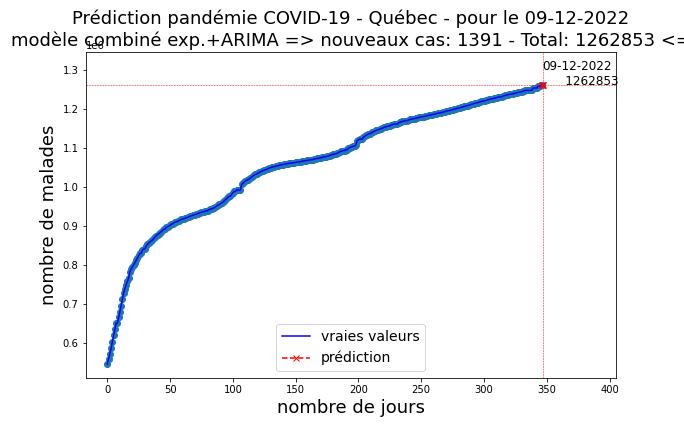 Prédiction pandémie COVID-19 - Québec - pour le 09-12-2022
modèle combiné exp.+ARIMA => nouveaux cas: 1391 - Total: 1262853 <=
1e6
09-12-2022
1262853
1.3
1.2
1.1
1.0
0.9
0.8
0.7
0.6
nombre de malades
vraies valeurs
prédiction
0 50 100 150 200 250 300 350 400
nombre de jours